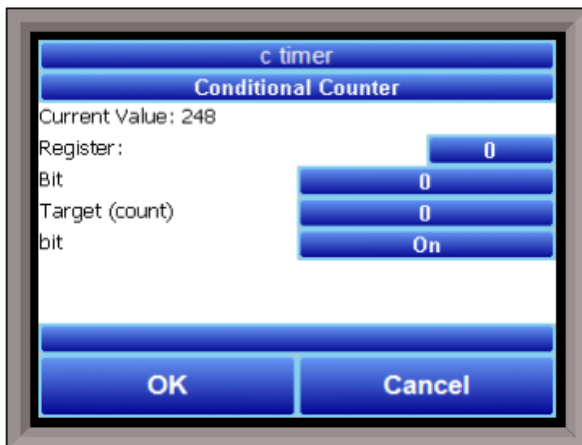 c timer
Conditional Counter
Current Value: 248
Register: 0
Bit 0
Target (count) 0
bit On
OK Cancel